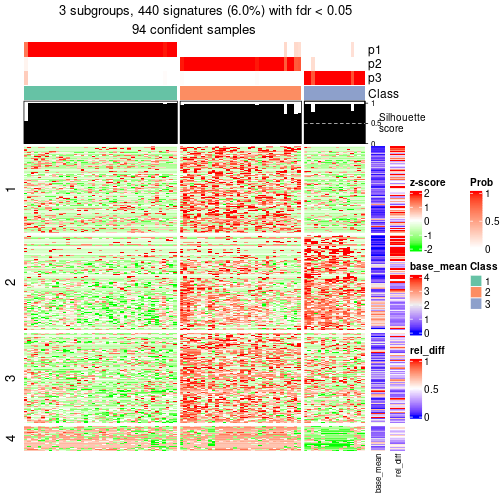 3 subgroups, 440 signatures (6.0%) with fdr < 0.05
94 confident samples
p1
p2
p3
Class
1
0.5
0
Silhouette
score
1
2
3
4
z-score
2
1
0
-1
-2
Prob
1
0.5
0
base_mean
4
3
2
1
0
Class
1
2
3
rel_diff
1
0.5
0
base_mean
rel_diff